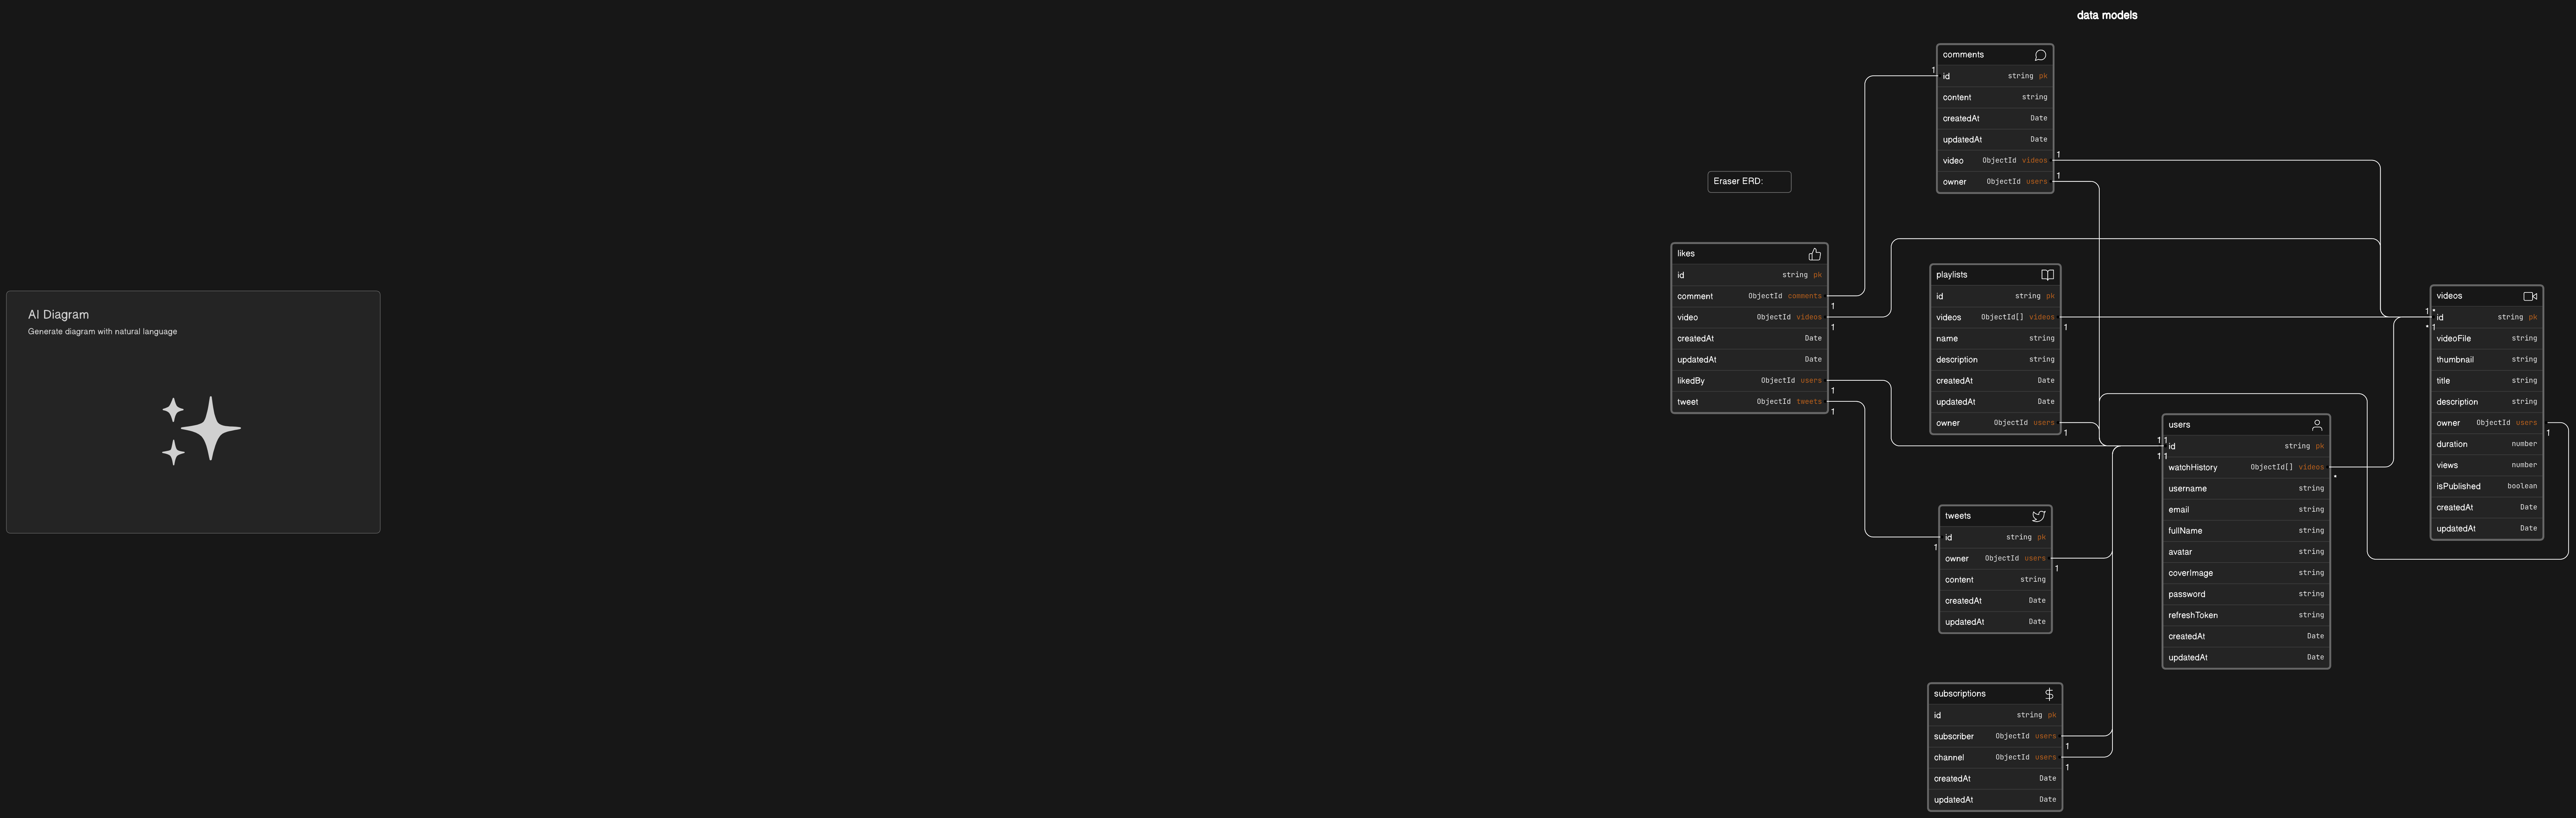 data models
AI Diagram
Generate diagram with natural language
Eraser ERD:
comments
id string pk
content string
createdAt Date
updatedAt Date
video ObjectId videos
owner ObjectId users
1
1
1
likes
id string pk
comment ObjectId comments
video ObjectId videos
createdAt Date
updatedAt Date
likedBy ObjectId users
tweet ObjectId tweets
1
1
1
1
playlists
id string pk
videos ObjectId[] videos
name string
description string
createdAt Date
updatedAt Date
owner ObjectId users
1
1
videos
id string pk
videoFile string
thumbnail string
title string
description string
owner ObjectId users
duration number
views number
isPublished boolean
createdAt Date
updatedAt Date
1 *
* 1
1
users
id string pk
watchHistory ObjectId[] videos
username string
email string
fullName string
avatar string
coverImage string
password string
refreshToken string
createdAt Date
updatedAt Date
1 1
1 1
*
tweets
id string pk
owner ObjectId users
content string
createdAt Date
updatedAt Date
1
1
subscriptions
id string pk
subscriber ObjectId users
channel ObjectId users
createdAt Date
updatedAt Date
1
1